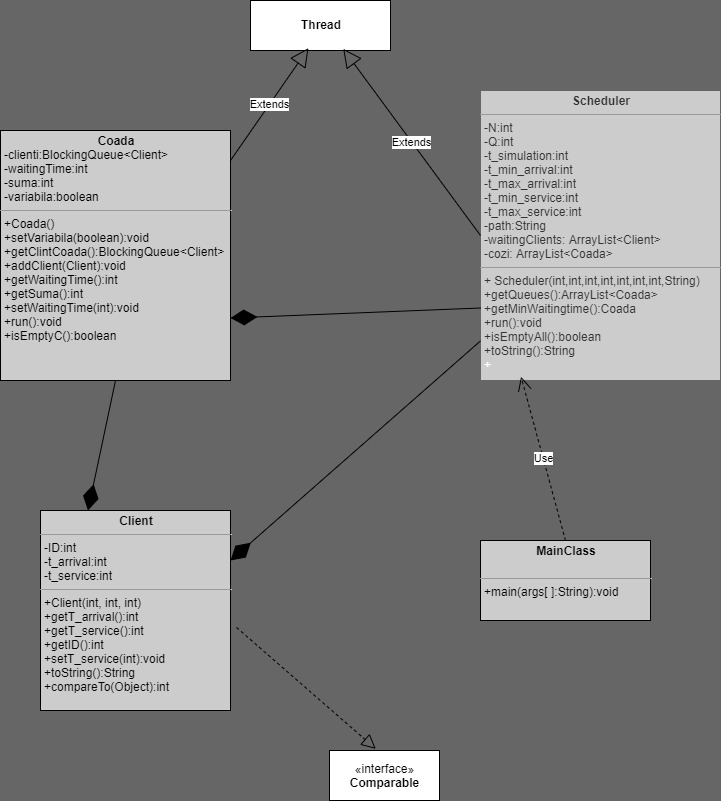 Thread
Extends
Extends
Scheduler
-N:int
-Q:int
-t_simulation:int
-t_min_arrival:int
-t_max_arrival:int
-t_min_service:int
-t_max_service:int
-path:String
-waitingClients: ArrayList<Client>
-cozi: ArrayList<Coada>
+ Scheduler(int,int,int,int,int,int,int,String)
+getQueues():ArrayList<Coada>
+getMinWaitingtime():Coada
+run():void
+isEmptyAll():boolean
+toString():String
+
Coada
-clienti:BlockingQueue<Client>
-waitingTime:int
-suma:int
-variabila:boolean
+Coada()
+setVariabila(boolean):void
+getClintCoada():BlockingQueue<Client>
+addClient(Client):void
+getWaitingTime():int
+getSuma():int
+setWaitingTime(int):void
+run():void
+isEmptyC():boolean
Use
Client
-ID:int
-t_arrival:int
-t_service:int
+Client(int, int, int)
+getT_arrival():int
+getT_service():int
+getID():int
+setT_service(int):void
+toString():String
+compareTo(Object):int
MainClass
+main(args[ ]:String):void
«interface»
Comparable